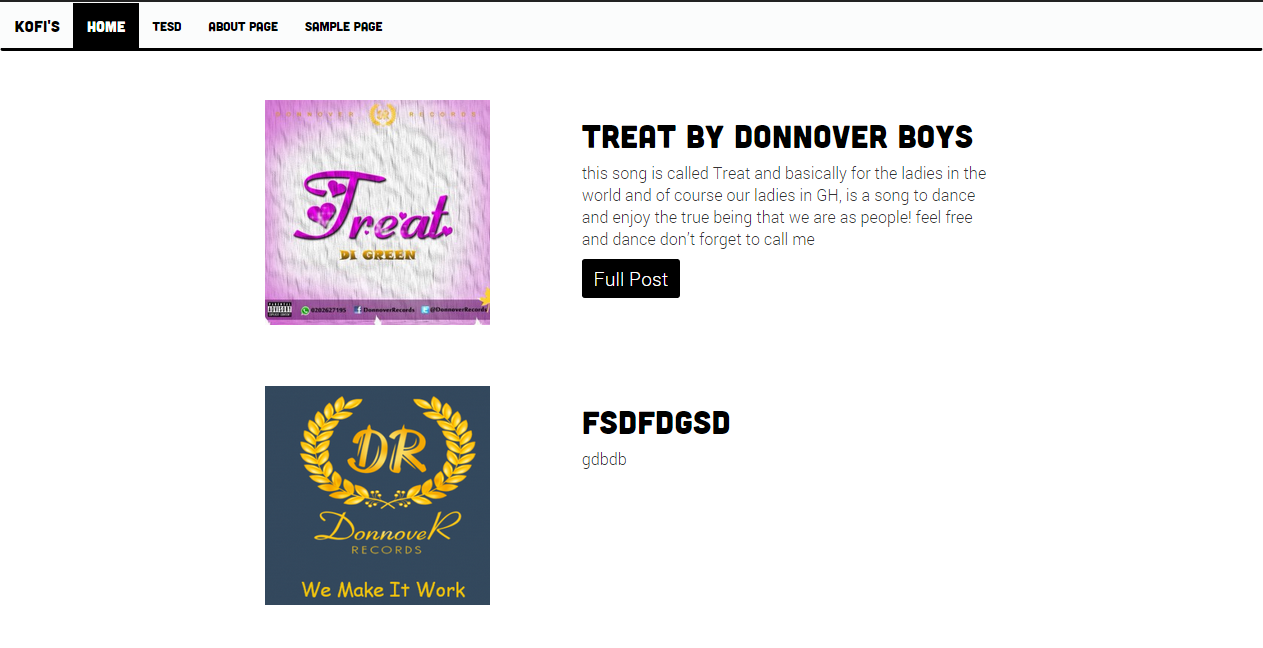 KOFI'S HOME TESD ABOUT PAGE SAMPLE PAGE
DONNOVER DR RECORDS
Treat
DI GREEN
0202627195 DonnoverRecords @DonnoverRecords
TREAT BY DONNOVER BOYS
this song is called Treat and basically for the ladies in the
world and of course our ladies in GH, is a song to dance
and enjoy the true being that we are as people! feel free
and dance don't forget to call me
Full Post
DR
DonnoveR
RECORDS
We Make It Work
FSDFDGSD
gdbdb